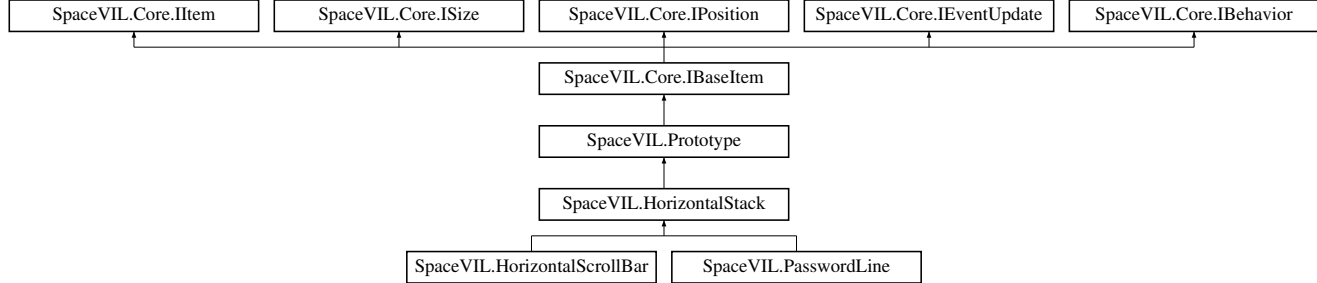 SpaceVIL.Core.IItem
SpaceVIL.Core.ISize
SpaceVIL.Core.IPosition
SpaceVIL.Core.IEventUpdate
SpaceVIL.Core.IBehavior
SpaceVIL.Core.IBaseItem
SpaceVIL.Prototype
SpaceVIL.HorizontalStack
SpaceVIL.HorizontalScrollBar
SpaceVIL.PasswordLine